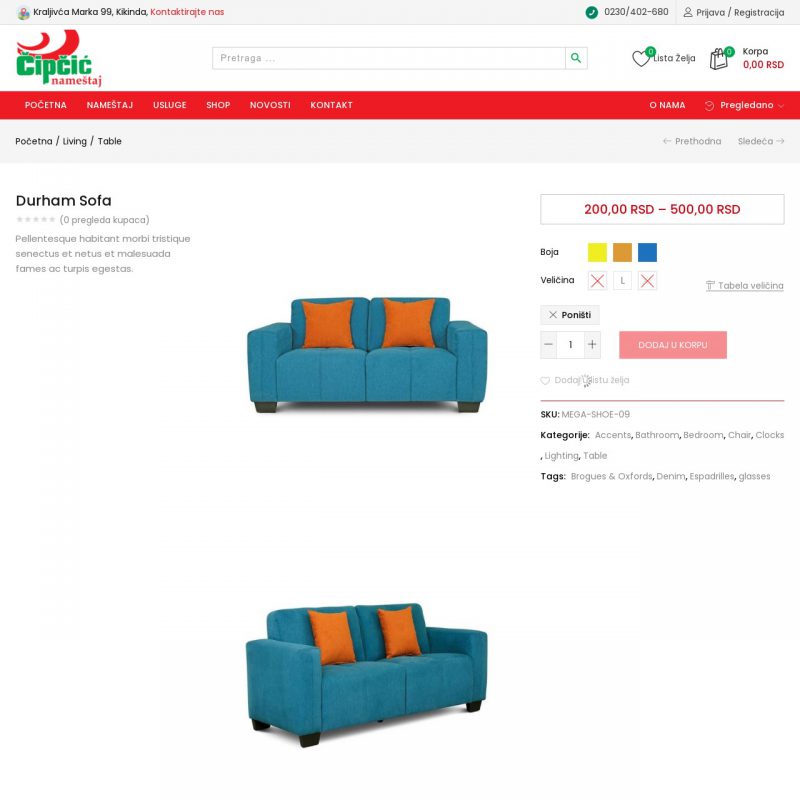 Kraljivća Marka 99, Kikinda, Kontaktirajte nas
0230/402-680
Prijava / Registracija
Čipčić
nameštaj
Pretraga ...
0
Lista Želja
0
Korpa
0,00 RSD
POČETNA NAMEŠTAJ USLUGE SHOP NOVOSTI KONTAKT
O NAMA
Pregledano
Početna / Living / Table
Prethodna
Sledeća
Durham Sofa
(0 pregleda kupaca)
Pellentesque habitant morbi tristique
senectus et netus et malesuada
fames ac turpis egestas.
200,00 RSD – 500,00 RSD
Boja
Veličina
L
Tabela veličina
Poništi
1
DODAJ U KORPU
Dodaj u listu želja
SKU: MEGA-SHOE-09
Kategorije: Accents, Bathroom, Bedroom, Chair, Clocks
, Lighting, Table
Tags: Brogues & Oxfords, Denim, Espadrilles, glasses